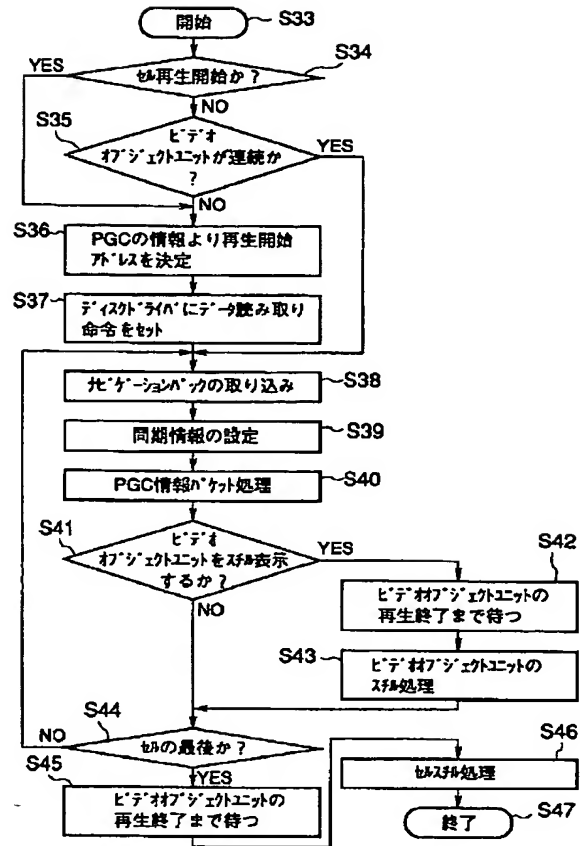 開始
S33
YES
セル再生開始か？
S34
NO
S35
ビデオ
オブジェクトユニットが連続か
？
YES
NO
S36
PGCの情報より再生開始
アドレスを決定
S37
ディスクドライバにデータ読み取り
命令をセット
ナビゲーションパックの取り込み
S38
同期情報の設定
S39
PGC情報パケット処理
S40
S41
ビデオ
オブジェクトユニットをスチル表示
するか？
YES
NO
S42
ビデオオブジェクトユニットの
再生終了まで待つ
S43
ビデオオブジェクトユニットの
スチル処理
S44
NO
セルの最後か？
YES
S45
ビデオオブジェクトユニットの
再生終了まで待つ
S46
セルスチル処理
終了
S47